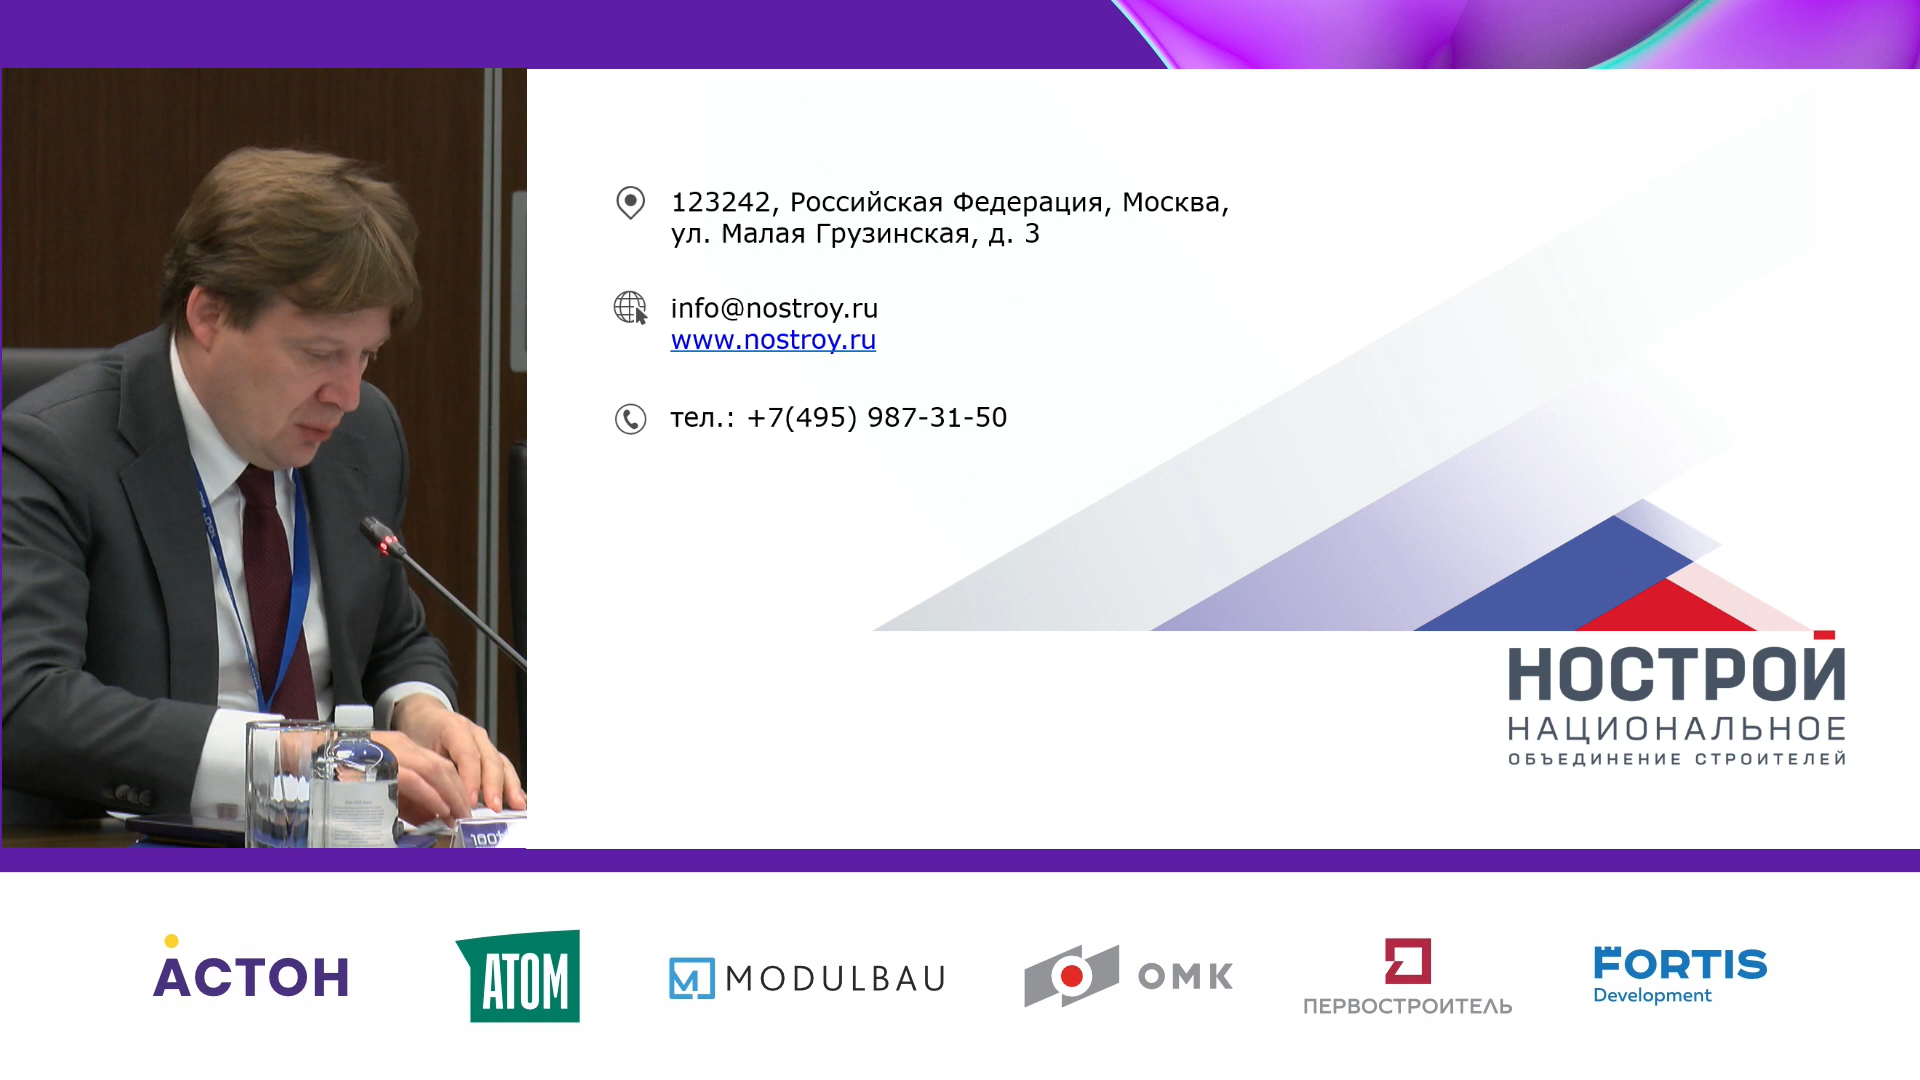 123242, Российская Федерация, Москва,
ул. Малая Грузинская, д. 3
info@nostroy.ru
www.nostroy.ru
тел.: +7(495) 987-31-50
НОСТРОЙ
НАЦИОНАЛЬНОЕ
ОБЪЕДИНЕНИЕ СТРОИТЕЛЕЙ
АСТОН
АТОМ
MODULBAU
ОМК
ПЕРВОСТРОИТЕЛЬ
FORTIS
Development